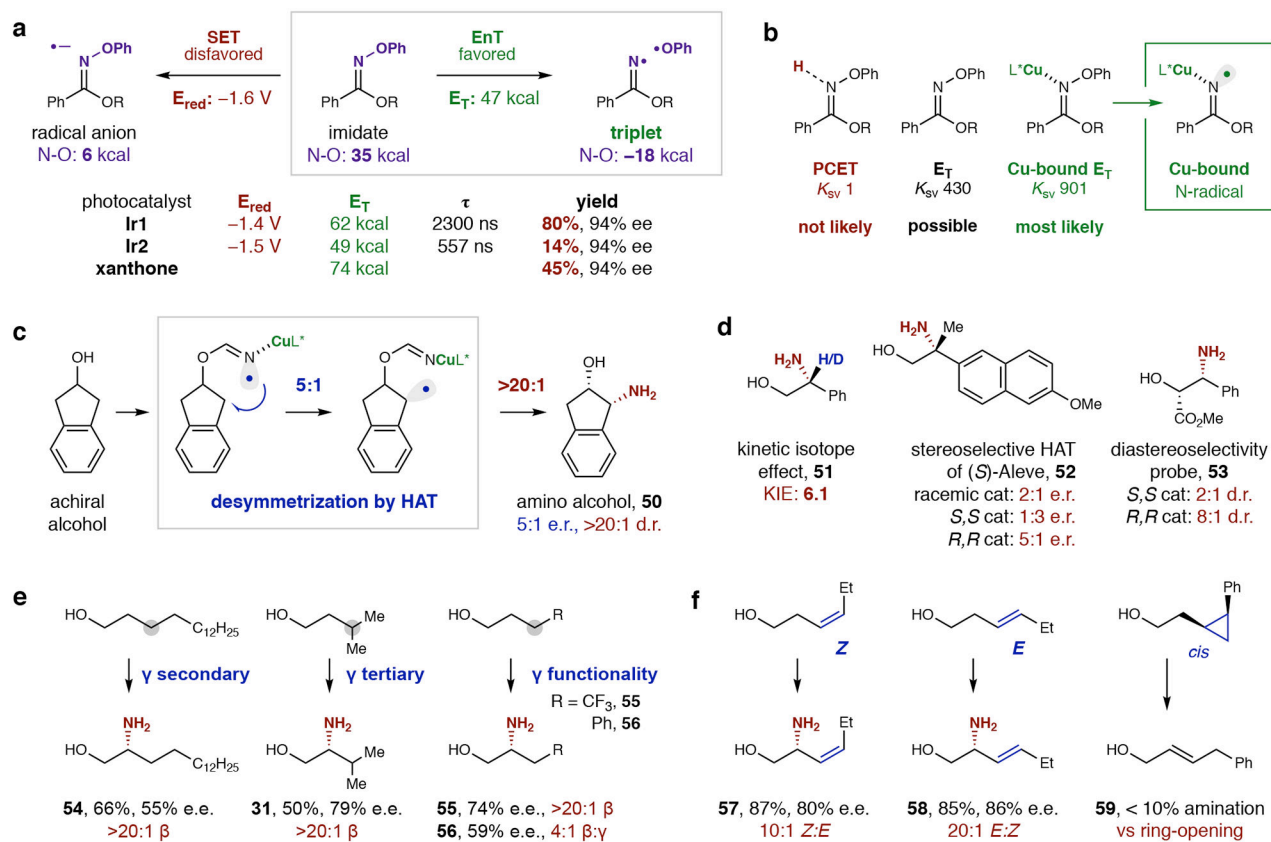 a
•–
N
OPh
Ph
OR
radical anion
N-O: 6 kcal
SET
disfavored
E_red: –1.6 V
N
OPh
Ph
OR
imidate
N-O: 35 kcal
EnT
favored
E_T: 47 kcal
N•
•OPh
Ph
OR
triplet
N-O: –18 kcal
photocatalyst E_red E_T τ yield
Ir1 –1.4 V 62 kcal 2300 ns 80%, 94% ee
Ir2 –1.5 V 49 kcal 557 ns 14%, 94% ee
xanthone 74 kcal 45%, 94% ee
b
H
N
OPh
Ph
OR
PCET
K_sv 1
not likely
N
OPh
Ph
OR
E_T
K_sv 430
possible
L*Cu
N
OPh
Ph
OR
Cu-bound E_T
K_sv 901
most likely
L*Cu
N
•
Ph
OR
Cu-bound
N-radical
c
OH
achiral
alcohol
O
N
CuL*
•
5:1
O
NCuL*
•
desymmetrization by HAT
>20:1
OH
NH2
amino alcohol, 50
5:1 e.r., >20:1 d.r.
d
H2N
H/D
HO
Ph
kinetic isotope
effect, 51
KIE: 6.1
H2N
Me
HO
OMe
stereoselective HAT
of (S)-Aleve, 52
racemic cat: 2:1 e.r.
S,S cat: 1:3 e.r.
R,R cat: 5:1 e.r.
NH2
HO
Ph
CO2Me
diastereoselectivity
probe, 53
S,S cat: 2:1 d.r.
R,R cat: 8:1 d.r.
e
HO
C12H25
γ secondary
NH2
HO
C12H25
54, 66%, 55% e.e.
>20:1 β
HO
Me
Me
γ tertiary
NH2
HO
Me
Me
31, 50%, 79% e.e.
>20:1 β
HO
R
γ functionality
R = CF3, 55
Ph, 56
NH2
HO
R
55, 74% e.e., >20:1 β
56, 59% e.e., 4:1 β:γ
f
Et
HO
Z
NH2
Et
HO
57, 87%, 80% e.e.
10:1 Z:E
HO
Et
E
NH2
HO
Et
58, 85%, 86% e.e.
20:1 E:Z
Ph
HO
cis
HO
Ph
59, < 10% amination
vs ring-opening